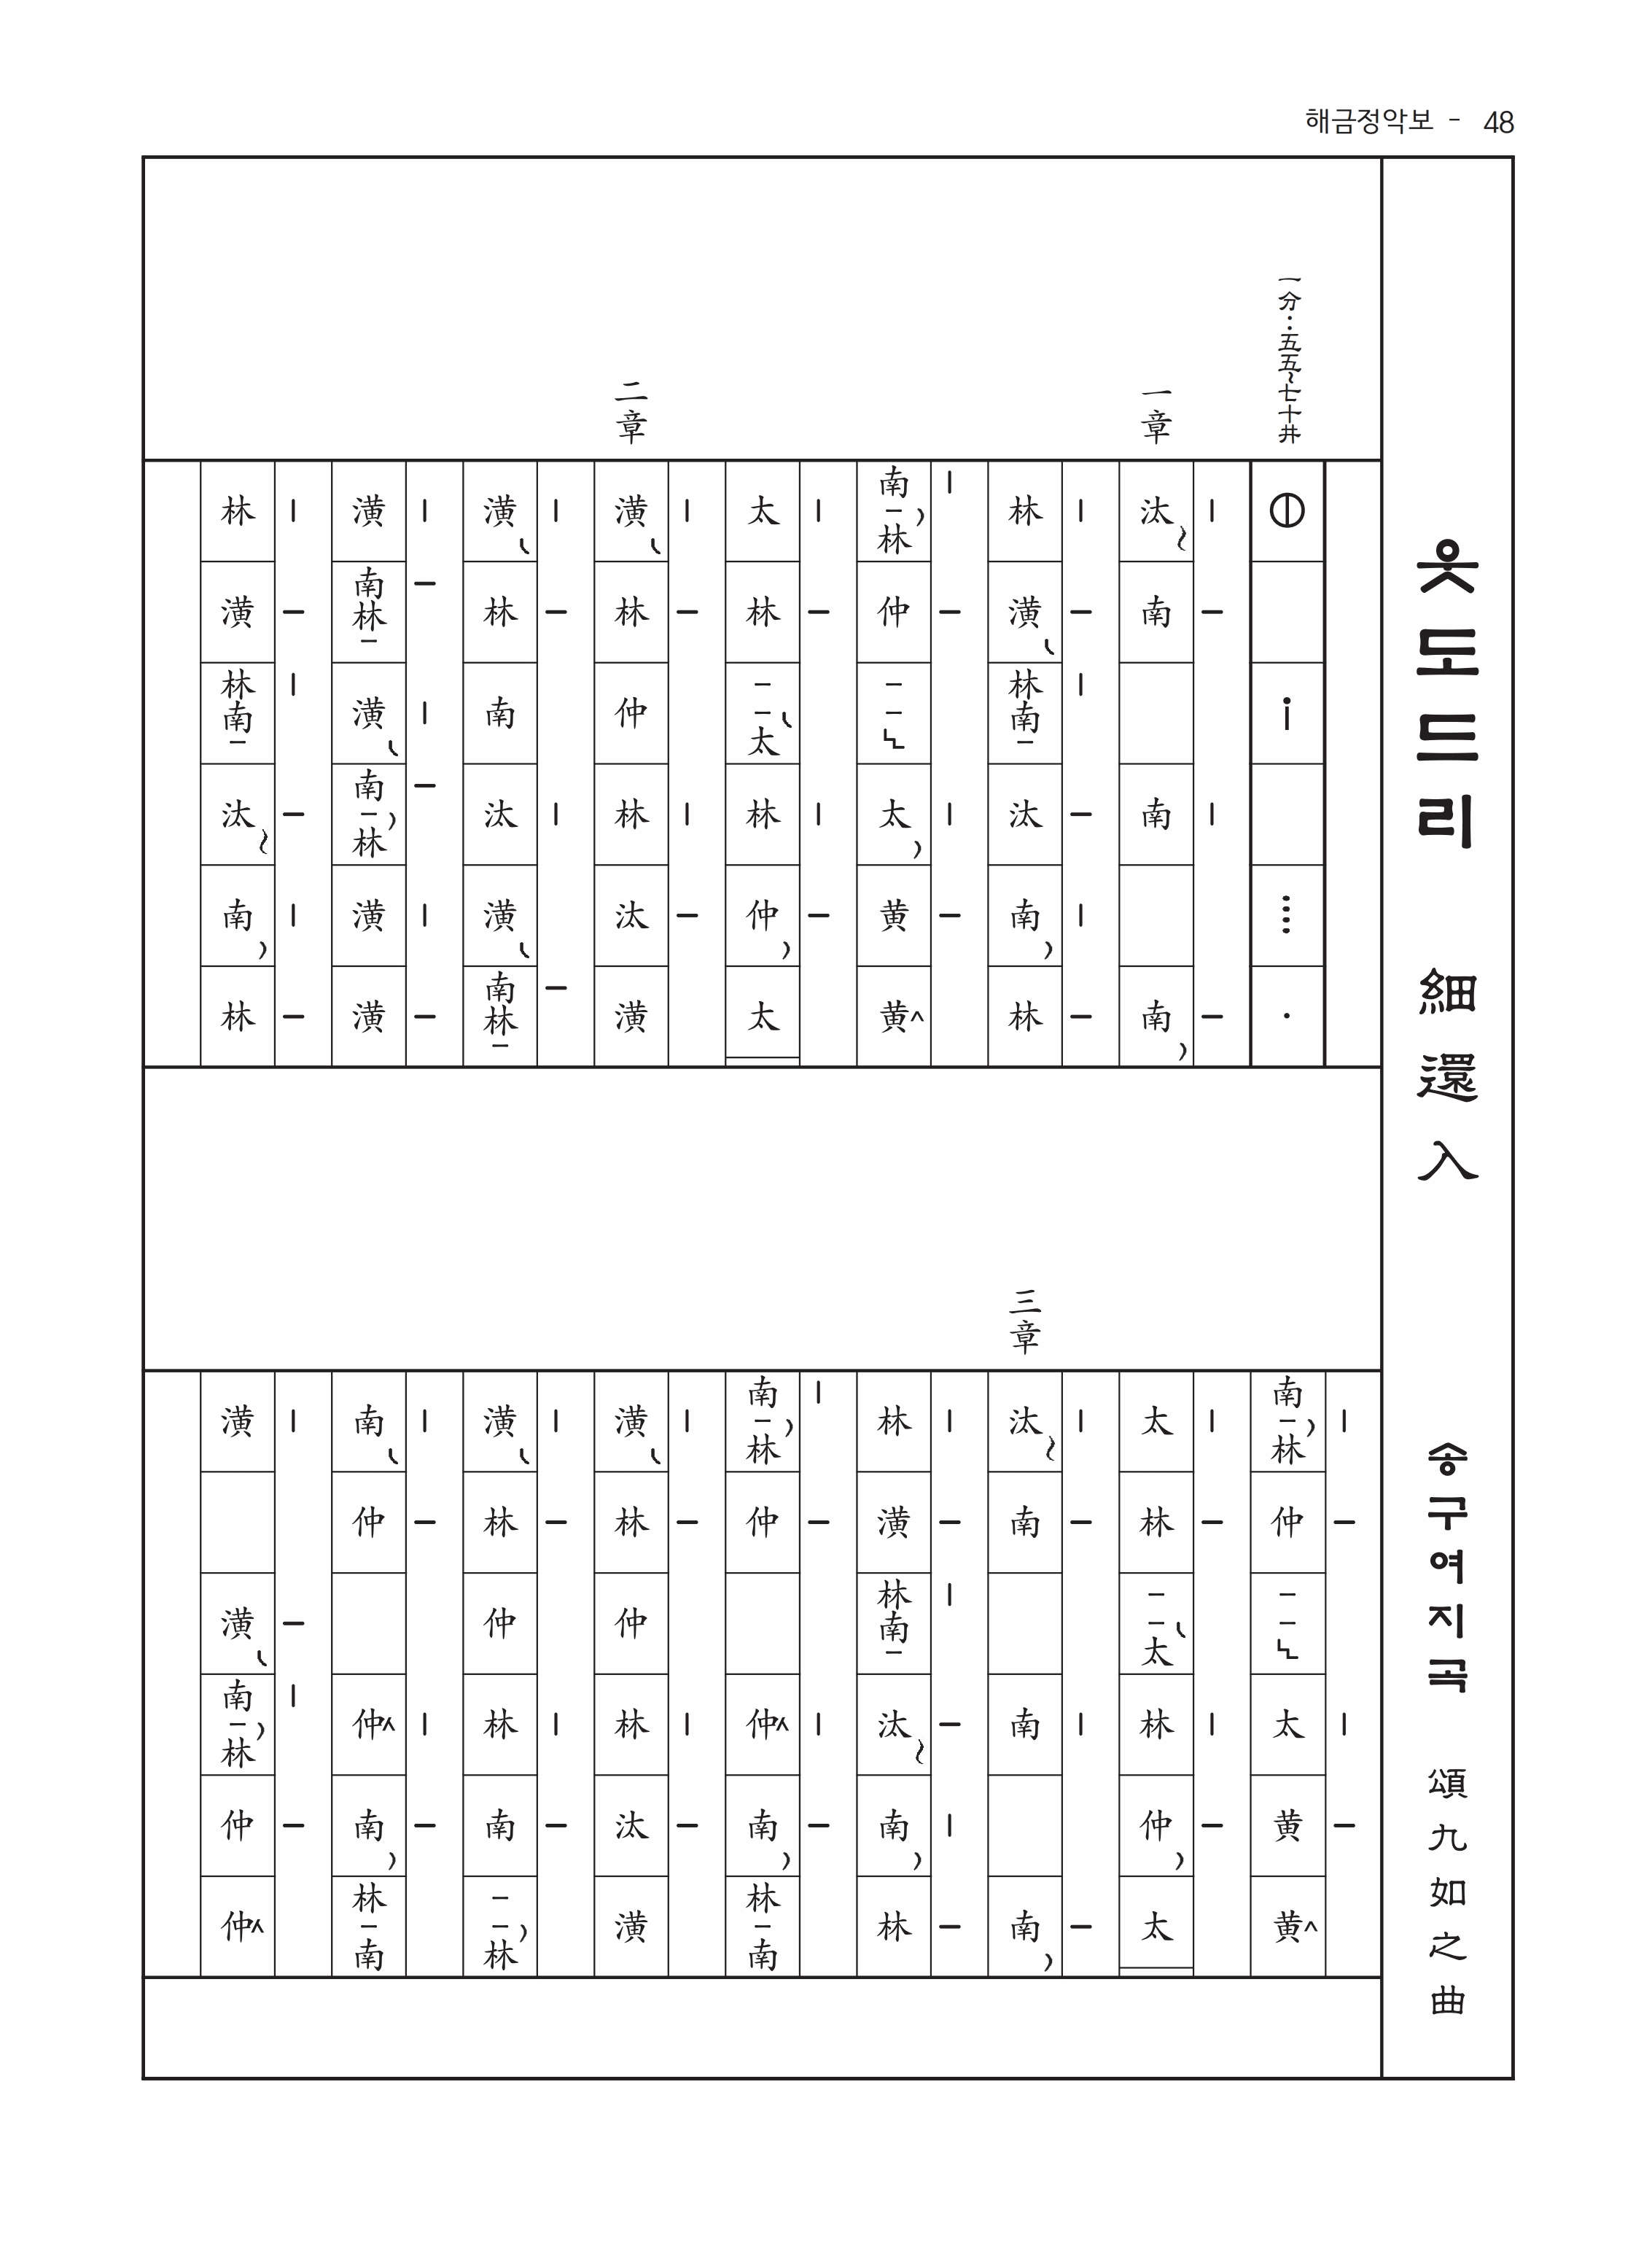 해금정악보 - 48
웃도드리 細還入 송구여지곡 頌九如之曲
一分：五五~七十井
一章
汰 南 南 南
林 潢 林南- 汰 南 林
南-林 仲 - - 太 黄 黄
太 林 - - 太 林 仲 太
二章
潢 林 仲 林 汰 潢
潢 林 南 汰 潢 南林-
潢 南林- 潢 南-林 潢 潢
林 潢 林南- 汰 南 林
南-林 仲 - - 太 黄 黄
太 林 - - 太 林 仲 太
三章
汰 南 南 南
林 潢 林南- 汰 南 林
南-林 仲 仲 南 林-南
潢 林 仲 林 汰 潢
潢 林 仲 林 南 - - 林
南 仲 仲 南 林-南
潢 潢 南-林 仲 仲